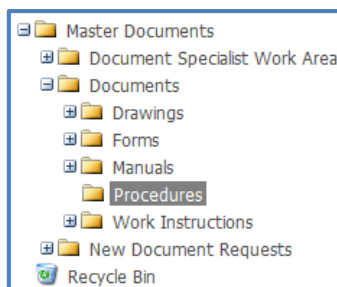 Master Documents
Document Specialist Work Area
Documents
Drawings
Forms
Manuals
Procedures
Work Instructions
New Document Requests
Recycle Bin